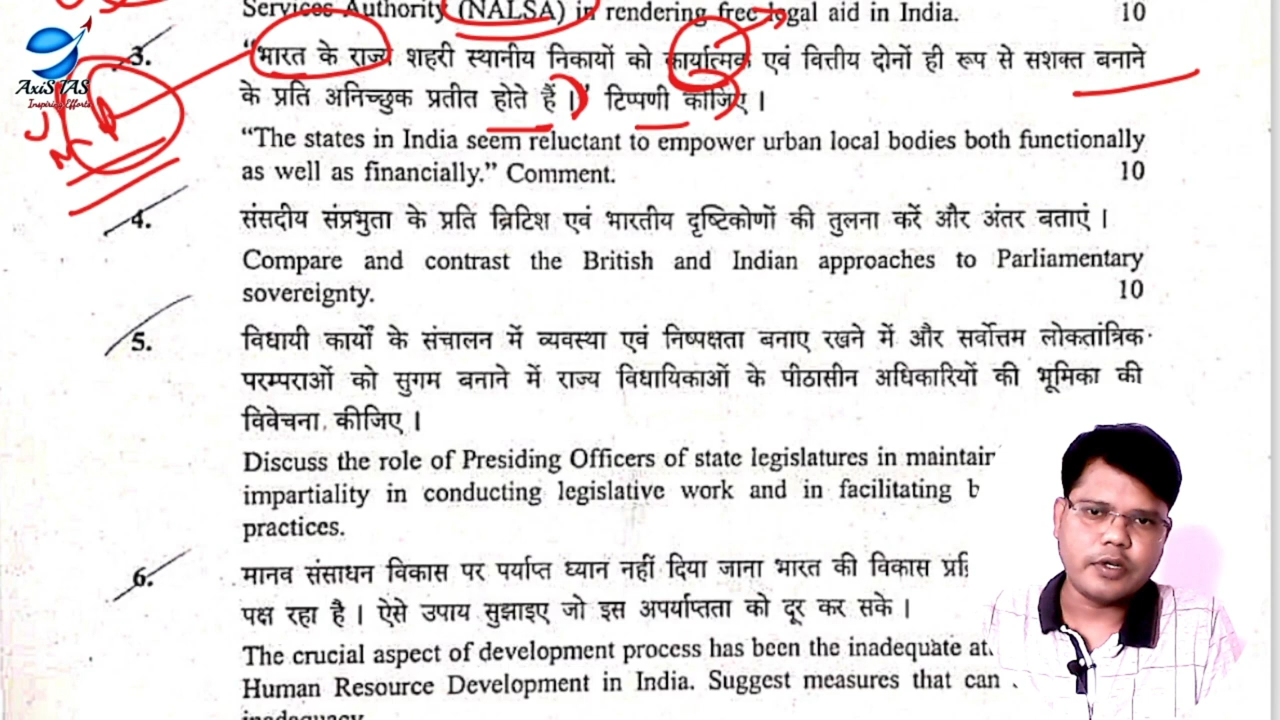 Services Authority (NALSA) in rendering free legal aid in India. 10
AxiS IAS
Inspiring Efforts
3. "भारत के राज्य शहरी स्थानीय निकायों को कार्यात्मक एवं वित्तीय दोनों ही रूप से सशक्त बनाने
के प्रति अनिच्छुक प्रतीत होते हैं ।" टिप्पणी कीजिए ।
"The states in India seem reluctant to empower urban local bodies both functionally
as well as financially." Comment. 10
4. संसदीय संप्रभुता के प्रति ब्रिटिश एवं भारतीय दृष्टिकोणों की तुलना करें और अंतर बताएं ।
Compare and contrast the British and Indian approaches to Parliamentary
sovereignty. 10
5. विधायी कार्यों के संचालन में व्यवस्था एवं निष्पक्षता बनाए रखने में और सर्वोत्तम लोकतांत्रिक
परम्पराओं को सुगम बनाने में राज्य विधायिकाओं के पीठासीन अधिकारियों की भूमिका की
विवेचना कीजिए ।
Discuss the role of Presiding Officers of state legislatures in
impartiality in conducting legislative work and in facilitating
practices.
6. मानव संसाधन विकास पर पर्याप्त ध्यान नहीं दिया जाना भारत की विकास
पक्ष रहा है । ऐसे उपाय सुझाइए जो इस अपर्याप्तता को दूर कर सके ।
The crucial aspect of development process has been the inadequate
Human Resource Development in India. Suggest measures that can